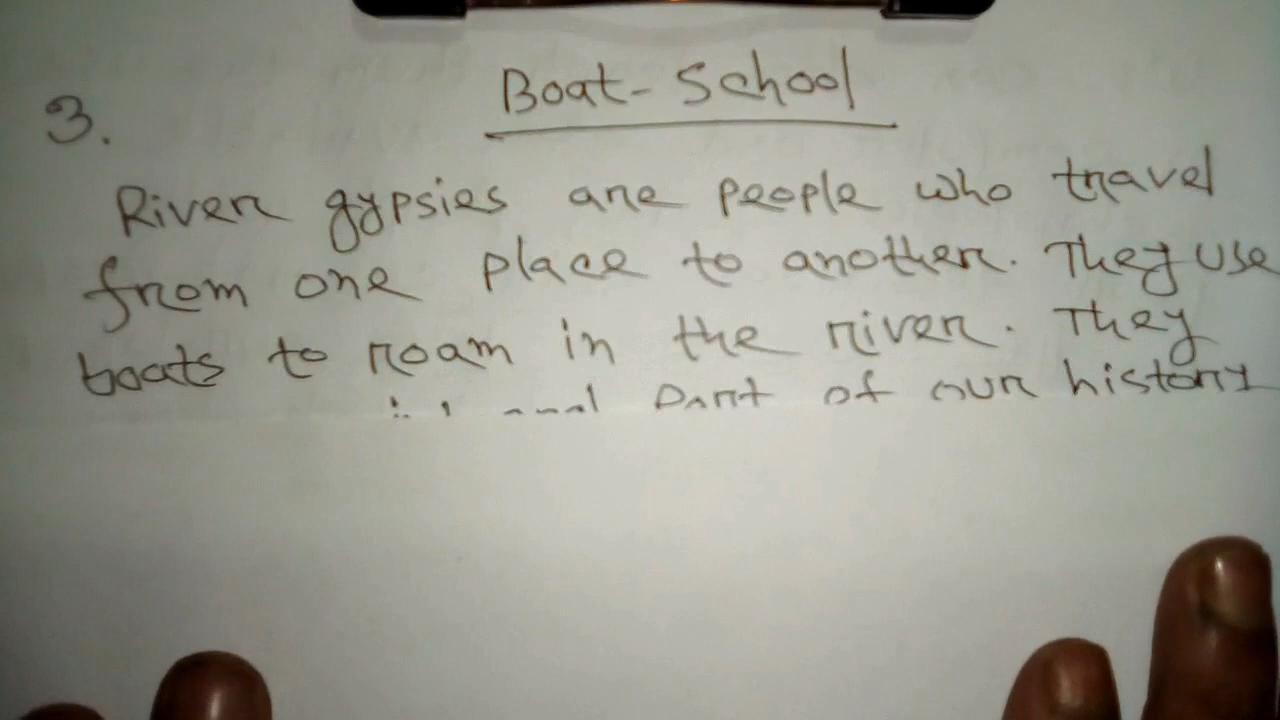 Boat-School
3.
River gypsies are people who travel
from one place to another. They use
boats to roam in the river. They
part of our history